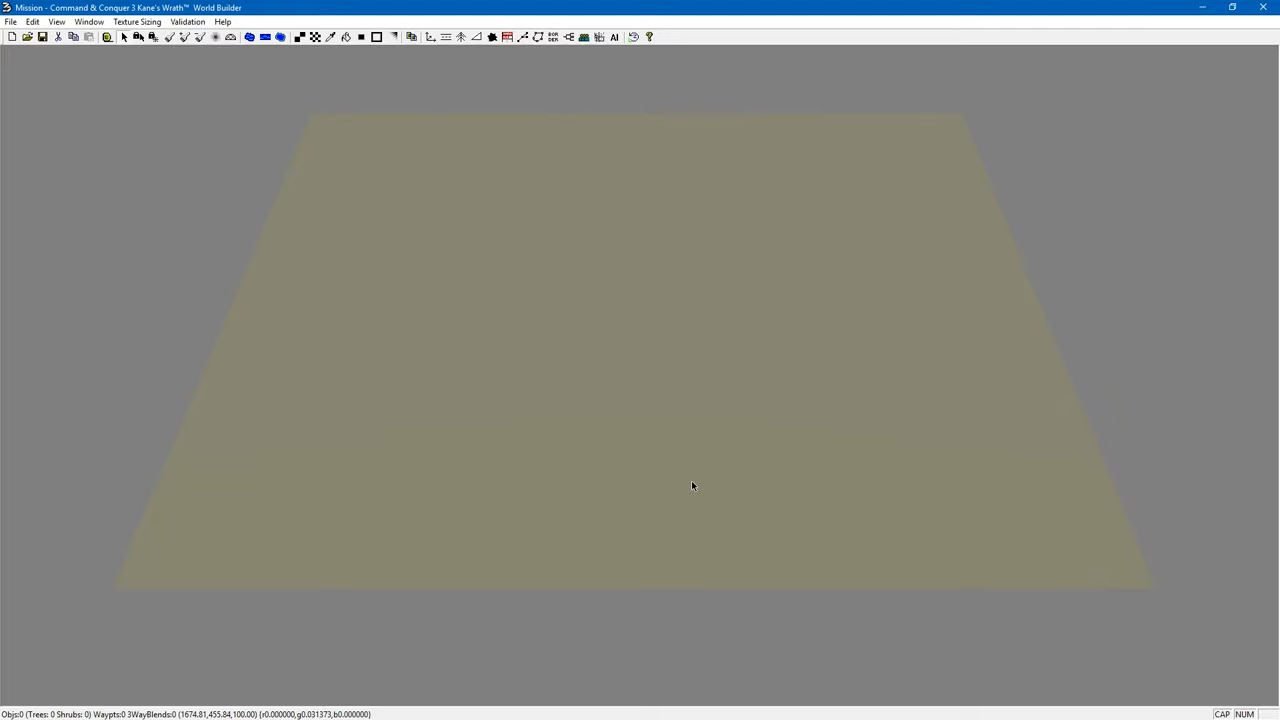 Mission - Command & Conquer 3 Kane's Wrath™ World Builder
File Edit View Window Texture Sizing Validation Help
BOR DER AI
Objs:0 (Trees: 0 Shrubs: 0) Waypts:0 3WayBlends:0 (1674.81,455.84,100.00) (r0.000000,g0.031373,b0.000000) CAP NUM